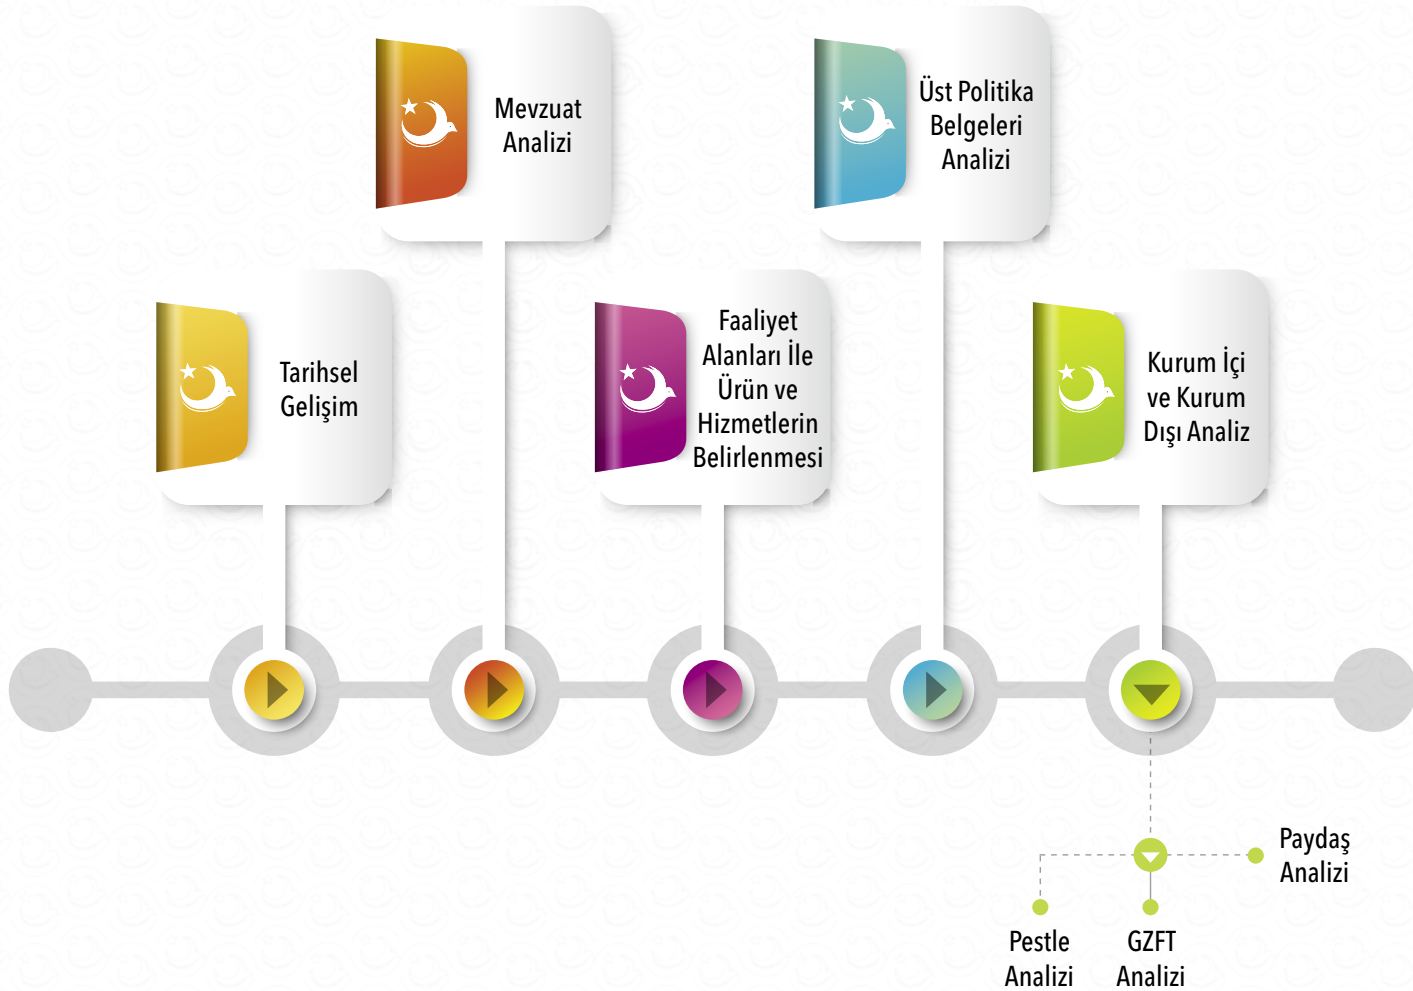 Tarihsel
Gelişim
Mevzuat
Analizi
Faaliyet
Alanları İle
Ürün ve
Hizmetlerin
Belirlenmesi
Üst Politika
Belgeleri
Analizi
Kurum İçi
ve Kurum
Dışı Analiz
Paydaş
Analizi
Pestle
Analizi
GZFT
Analizi